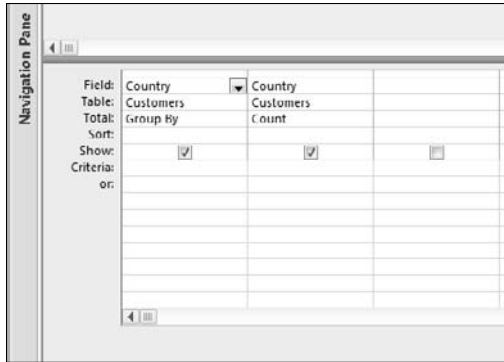 Navigation Pane
Field: Country Country
Table: Customers Customers
Total: Group By Count
Sort:
Show:
Criteria:
or: